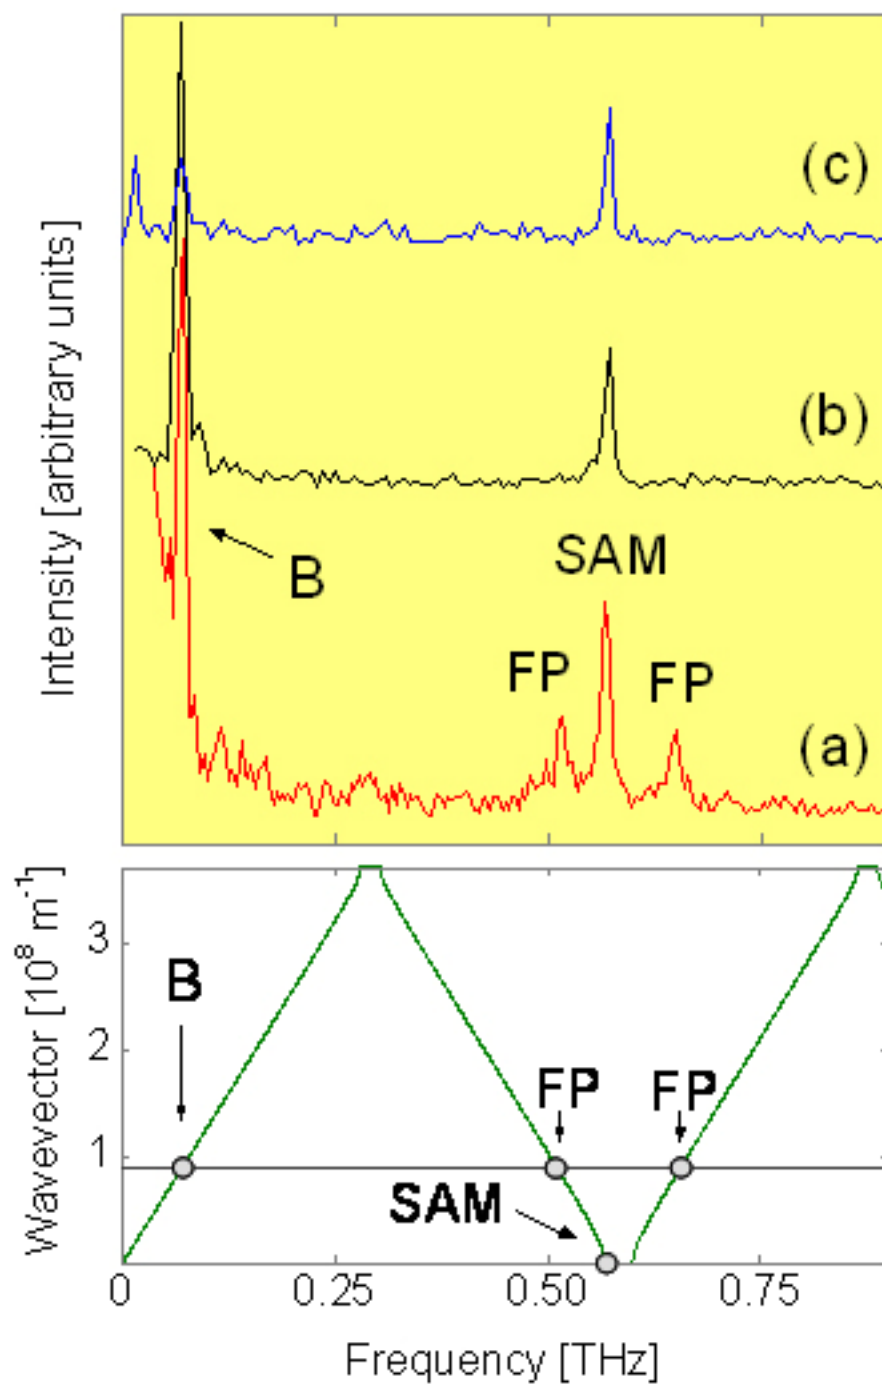 Intensity [arbitrary units]
(c)
(b)
B
SAM
FP
FP
(a)
Wavevector [10⁸ m⁻¹]
3
2
1
B
FP
FP
SAM
0
0.25
0.50
0.75
Frequency [THz]